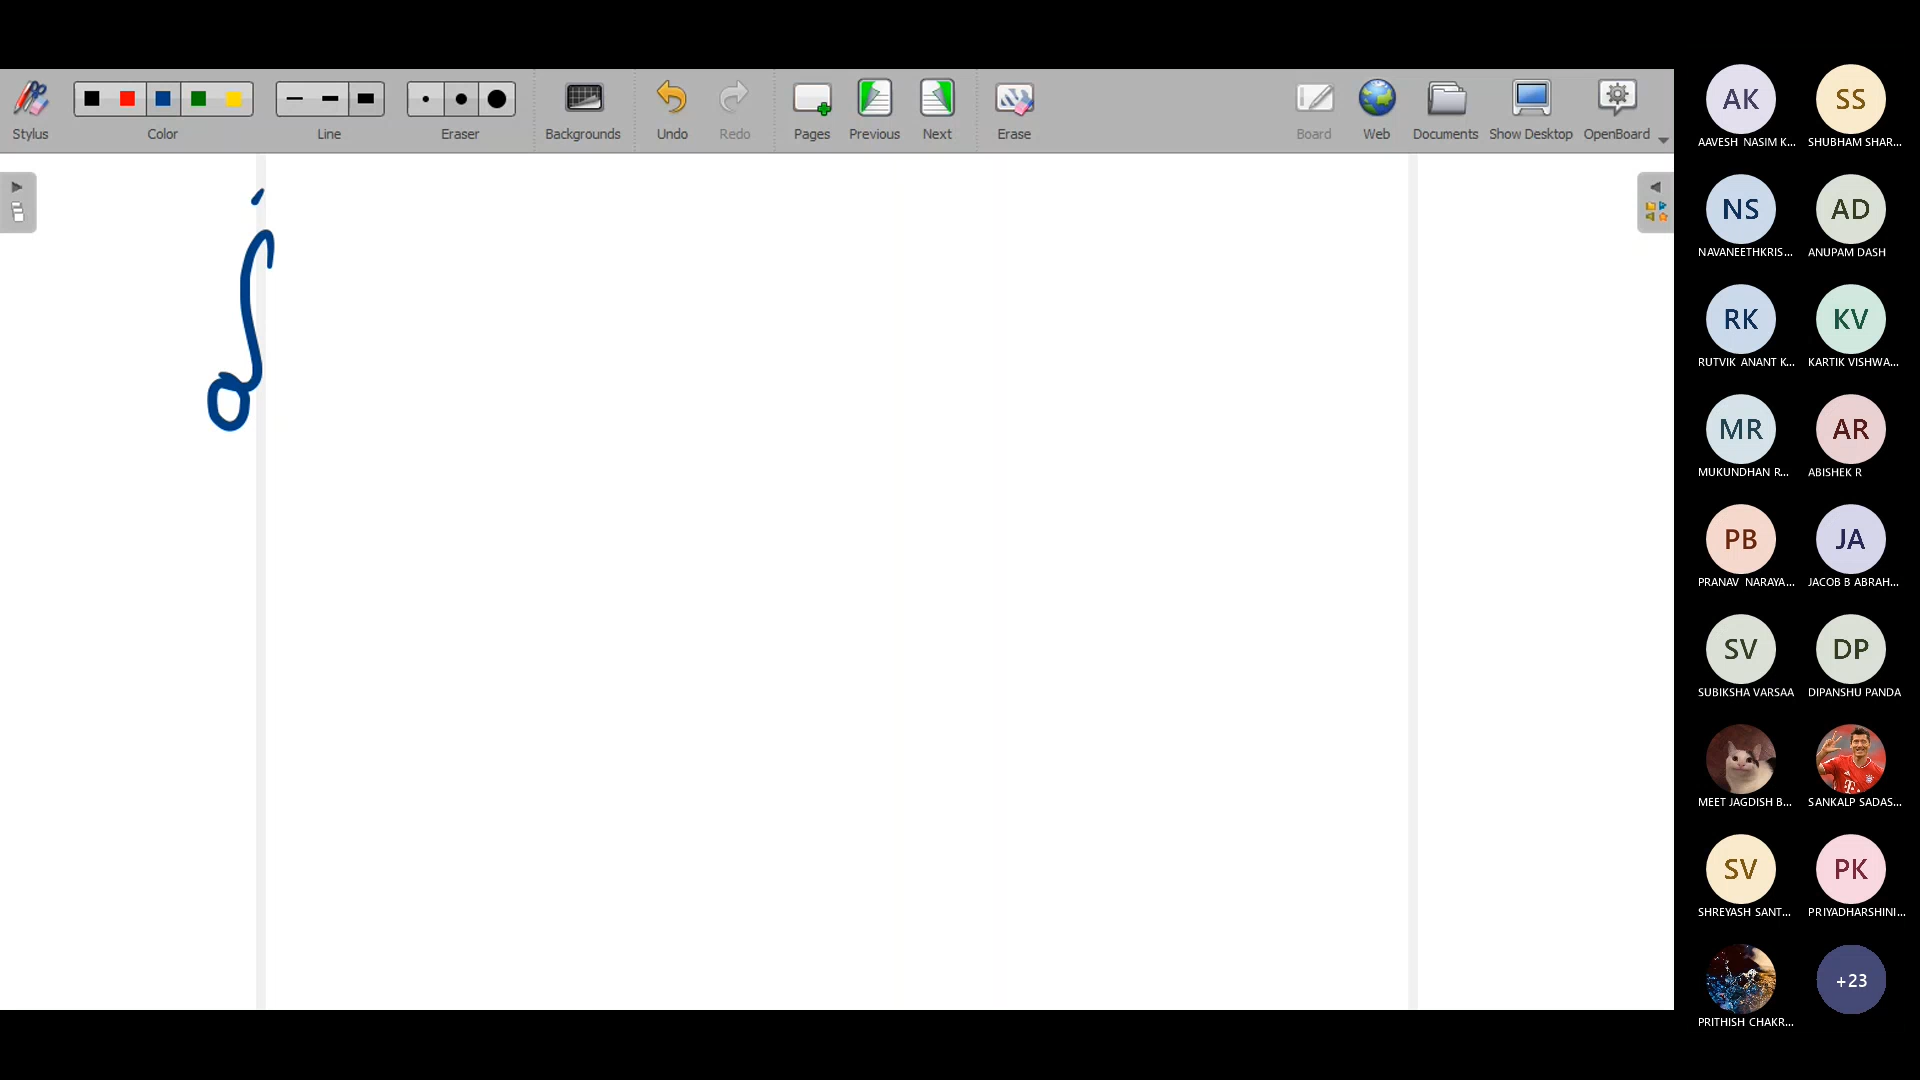 Stylus
Color
Line
Eraser
Backgrounds
Undo
Redo
Pages
Previous
Next
Erase
Board
Web
Documents
Show Desktop
OpenBoard
AK
AAVESH NASIM K...
SS
SHUBHAM SHAR...
NS
NAVANEETHKRIS...
AD
ANUPAM DASH
RK
RUTVIK ANANT K...
KV
KARTIK VISHWA...
MR
MUKUNDHAN R...
AR
ABISHEK R
PB
PRANAV NARAYA...
JA
JACOB B ABRAH...
SV
SUBIKSHA VARSAA
DP
DIPANSHU PANDA
MEET JAGDISH B...
SANKALP SADAS...
SV
SHREYASH SANT...
PK
PRIYADHARSHINI...
PRITHISH CHAKR...
+23